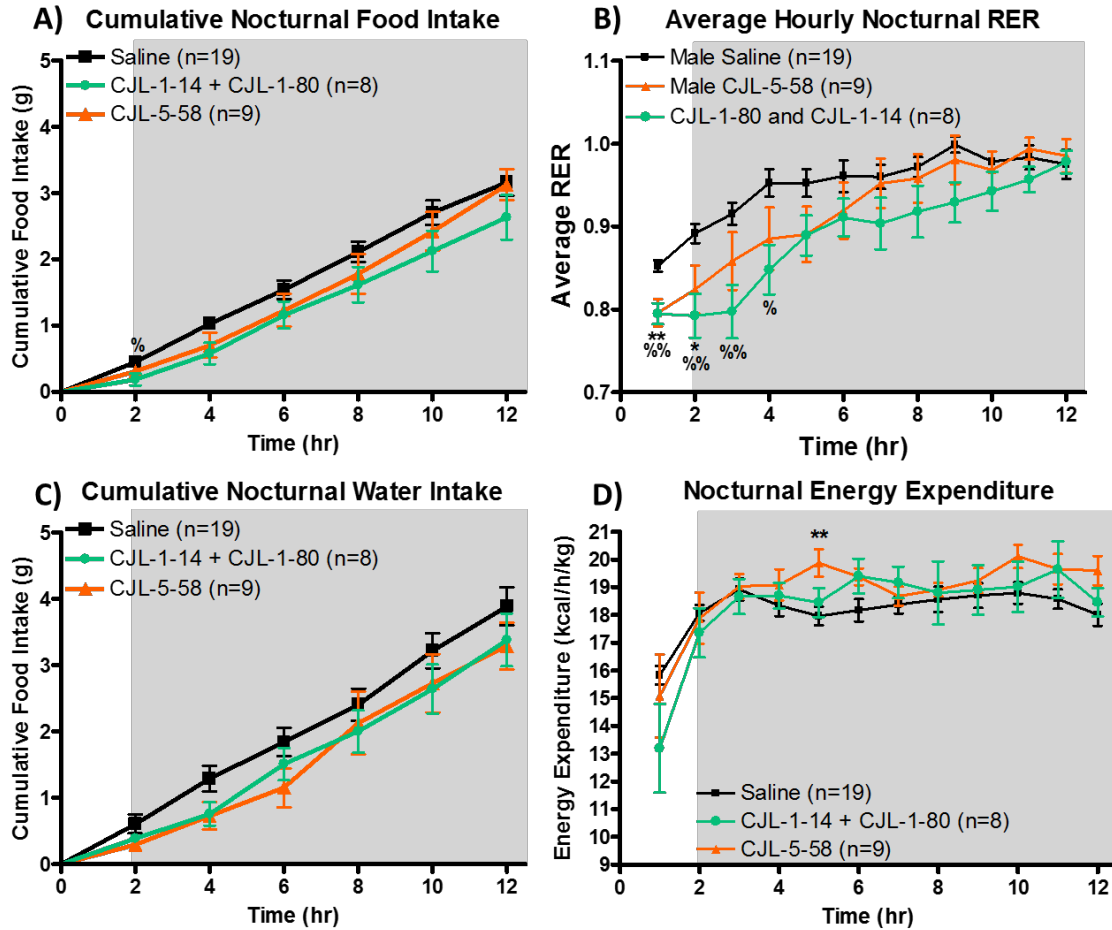 A) Cumulative Nocturnal Food Intake
Saline (n=19)
CJL-1-14 + CJL-1-80 (n=8)
CJL-5-58 (n=9)
Cumulative Food Intake (g)
5
4
3
2
1
0
%
0 2 4 6 8 10 12
Time (hr)
B) Average Hourly Nocturnal RER
Male Saline (n=19)
Male CJL-5-58 (n=9)
CJL-1-80 and CJL-1-14 (n=8)
Average RER
1.1
1.0
0.9
0.8
0.7
** * %
%% %% %%
0 1 2 3 4 5 6 7 8 9 10 11 12
Time (hr)
C) Cumulative Nocturnal Water Intake
Saline (n=19)
CJL-1-14 + CJL-1-80 (n=8)
CJL-5-58 (n=9)
Cumulative Food Intake (g)
5
4
3
2
1
0
0 2 4 6 8 10 12
Time (hr)
D) Nocturnal Energy Expenditure
Energy Expenditure (kcal/h/kg)
21
20
19
18
17
16
15
14
13
12
11
10
9
**
Saline (n=19)
CJL-1-14 + CJL-1-80 (n=8)
CJL-5-58 (n=9)
0 2 4 6 8 10 12
Time (hr)